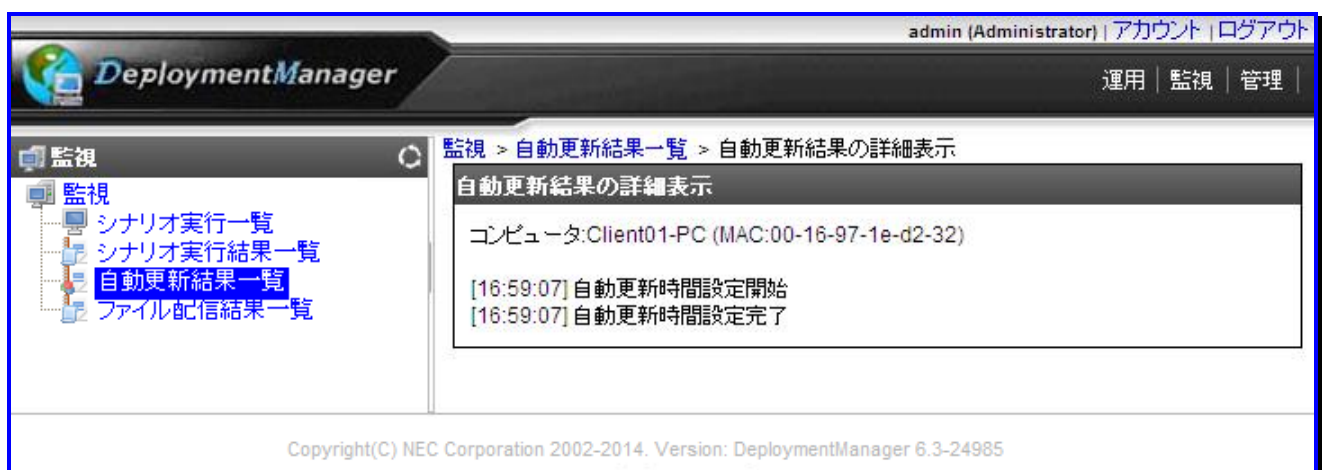 admin (Administrator) | アカウント | ログアウト
DeploymentManager
運用 | 監視 | 管理 |
監視
監視
シナリオ実行一覧
シナリオ実行結果一覧
自動更新結果一覧
ファイル配信結果一覧
監視 > 自動更新結果一覧 > 自動更新結果の詳細表示
自動更新結果の詳細表示
コンピュータ:Client01-PC (MAC:00-16-97-1e-d2-32)
[16:59:07] 自動更新時間設定開始
[16:59:07] 自動更新時間設定完了
Copyright(C) NEC Corporation 2002-2014. Version: DeploymentManager 6.3-24985